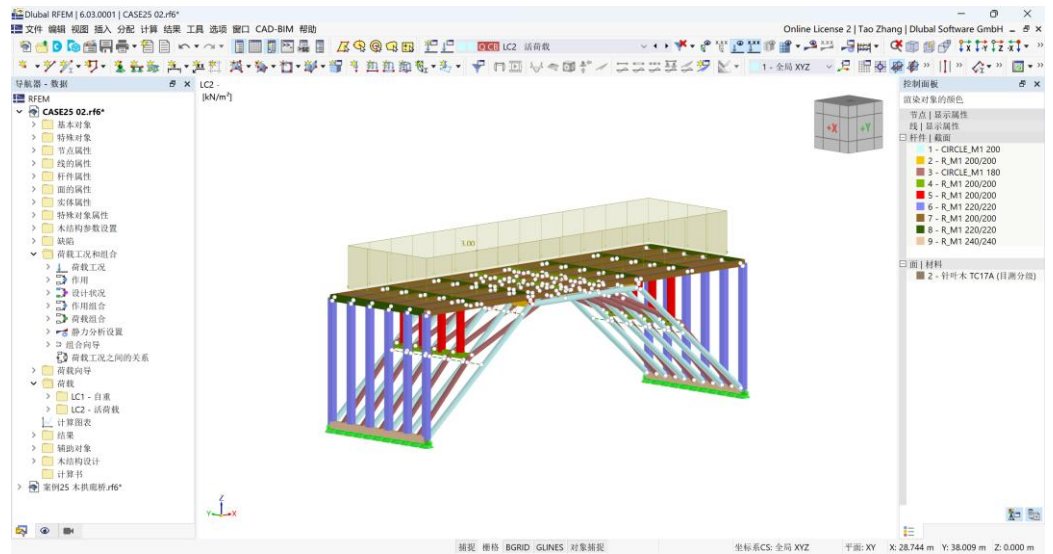 Dlubal RFEM | 6.03.0001 | CASE25 02.rf6*
文件 编辑 视图 插入 分配 计算 结果 工具 选项 窗口 CAD-BIM 帮助
Online License 2 | Tao Zhang | Dlubal Software GmbH
Q CB LC2 活荷载
1 - 全局 XYZ
导航器 - 数据
RFEM
CASE25 02.rf6*
基本对象
特殊对象
节点属性
线的属性
杆件属性
面的属性
实体属性
特殊对象属性
木结构参数设置
缺陷
荷载工况和组合
荷载工况
作用
设计状况
作用组合
荷载组合
静力分析设置
组合向导
荷载工况之间的关系
荷载向导
荷载
LC1 - 自重
LC2 - 活荷载
计算图表
结果
辅助对象
木结构设计
计算书
案例25 木拱廊桥.rf6*
LC2 -
[kN/m²]
+X +Y
Z
Y X
控制面板
渲染对象的颜色
节点 | 显示属性
线 | 显示属性
杆件 | 截面
1 - CIRCLE_M1 200
2 - R_M1 200/200
3 - CIRCLE_M1 180
4 - R_M1 200/200
5 - R_M1 200/200
6 - R_M1 220/220
7 - R_M1 200/200
8 - R_M1 220/220
9 - R_M1 240/240
面 | 材料
2 - 针叶木 TC17A (目测分级)
捕捉 栅格 BGRID GLINES 对象捕捉 坐标系CS: 全局 XYZ 平面: XY X: 28.744 m Y: 38.009 m Z: 0.000 m